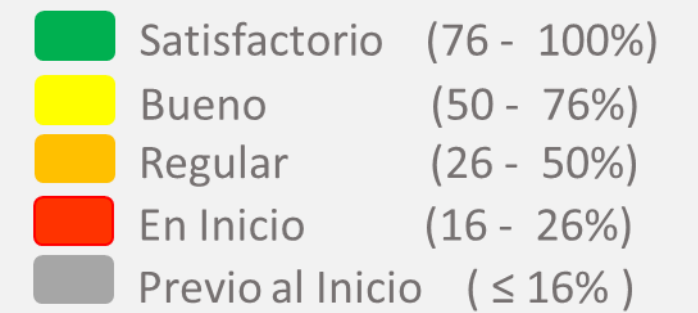 Satisfactorio (76 - 100%)
Bueno (50 - 76%)
Regular (26 - 50%)
En Inicio (16 - 26%)
Previo al Inicio ( ≤ 16% )